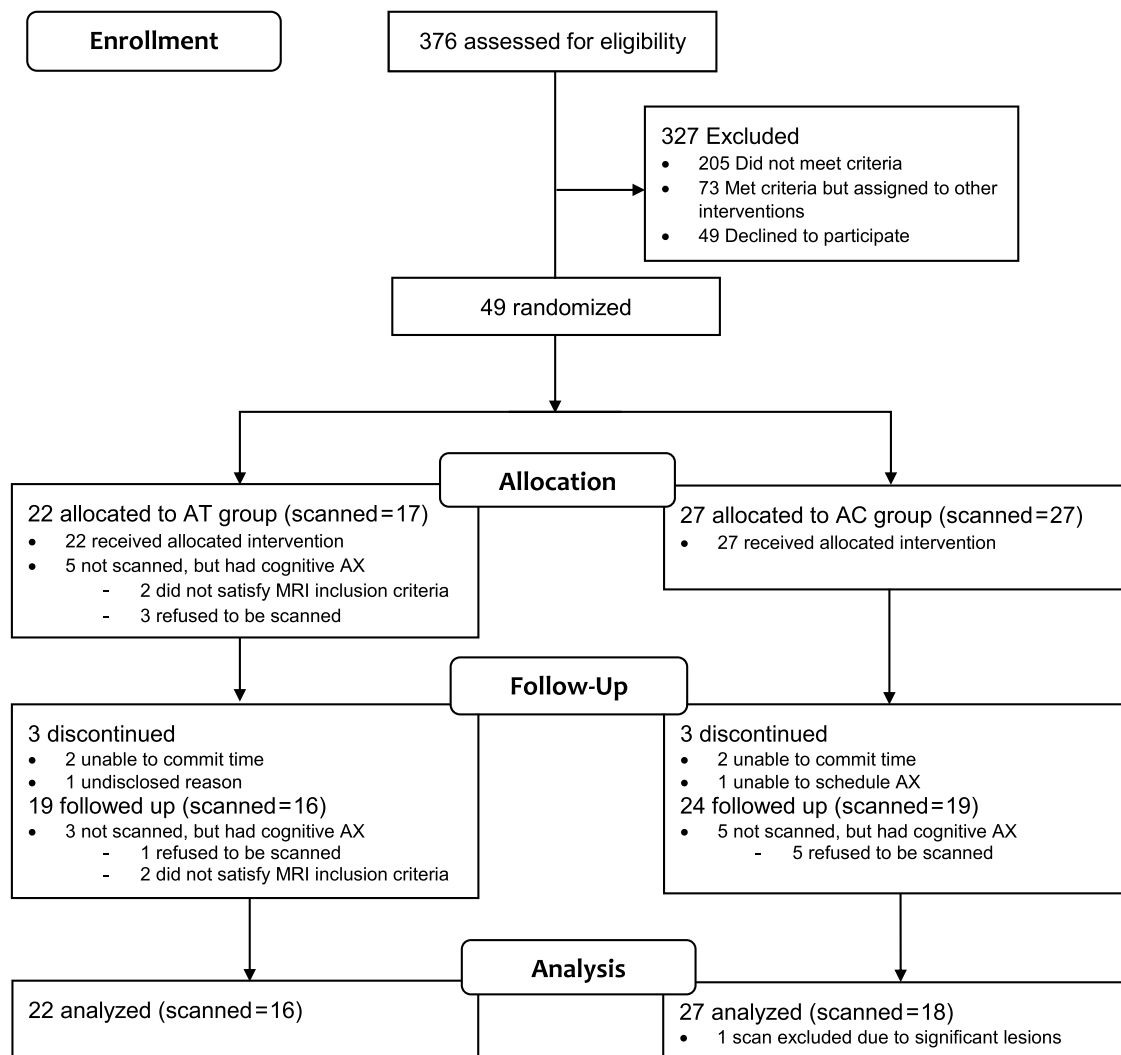 Enrollment
376 assessed for eligibility
327 Excluded
• 205 Did not meet criteria
• 73 Met criteria but assigned to other
interventions
• 49 Declined to participate
49 randomized
Allocation
22 allocated to AT group (scanned=17)
• 22 received allocated intervention
• 5 not scanned, but had cognitive AX
- 2 did not satisfy MRI inclusion criteria
- 3 refused to be scanned
27 allocated to AC group (scanned=27)
• 27 received allocated intervention
Follow-Up
3 discontinued
• 2 unable to commit time
• 1 undisclosed reason
19 followed up (scanned=16)
• 3 not scanned, but had cognitive AX
- 1 refused to be scanned
- 2 did not satisfy MRI inclusion criteria
3 discontinued
• 2 unable to commit time
• 1 unable to schedule AX
24 followed up (scanned=19)
• 5 not scanned, but had cognitive AX
- 5 refused to be scanned
Analysis
22 analyzed (scanned=16)
27 analyzed (scanned=18)
• 1 scan excluded due to significant lesions